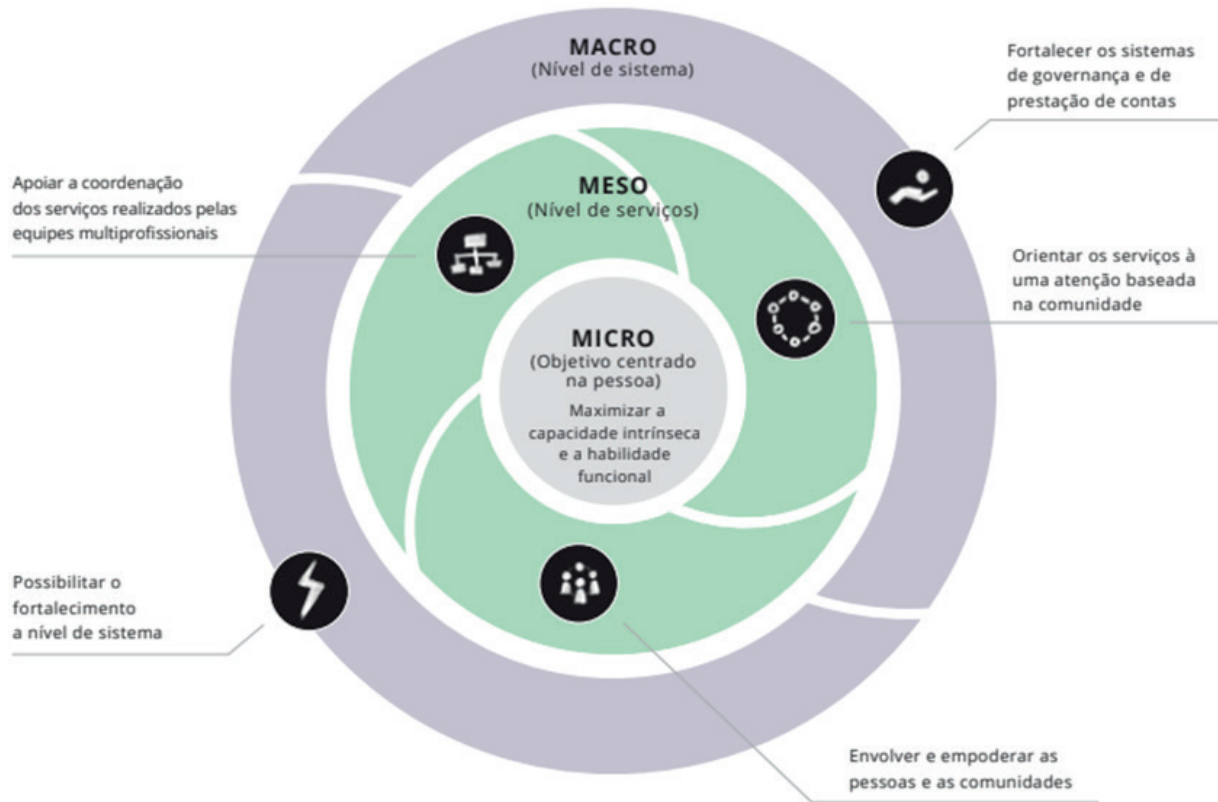 MACRO
(Nível de sistema)
Fortalecer os sistemas
de governança e de
prestação de contas
Apoiar a coordenação
dos serviços realizados pelas
equipes multiprofissionais
MESO
(Nível de serviços)
Orientar os serviços à
uma atenção baseada
na comunidade
MICRO
(Objetivo centrado
na pessoa)
Maximizar a
capacidade intrínseca
e a habilidade
funcional
Possibilitar o
fortalecimento
a nível de sistema
Envolver e empoderar as
pessoas e as comunidades